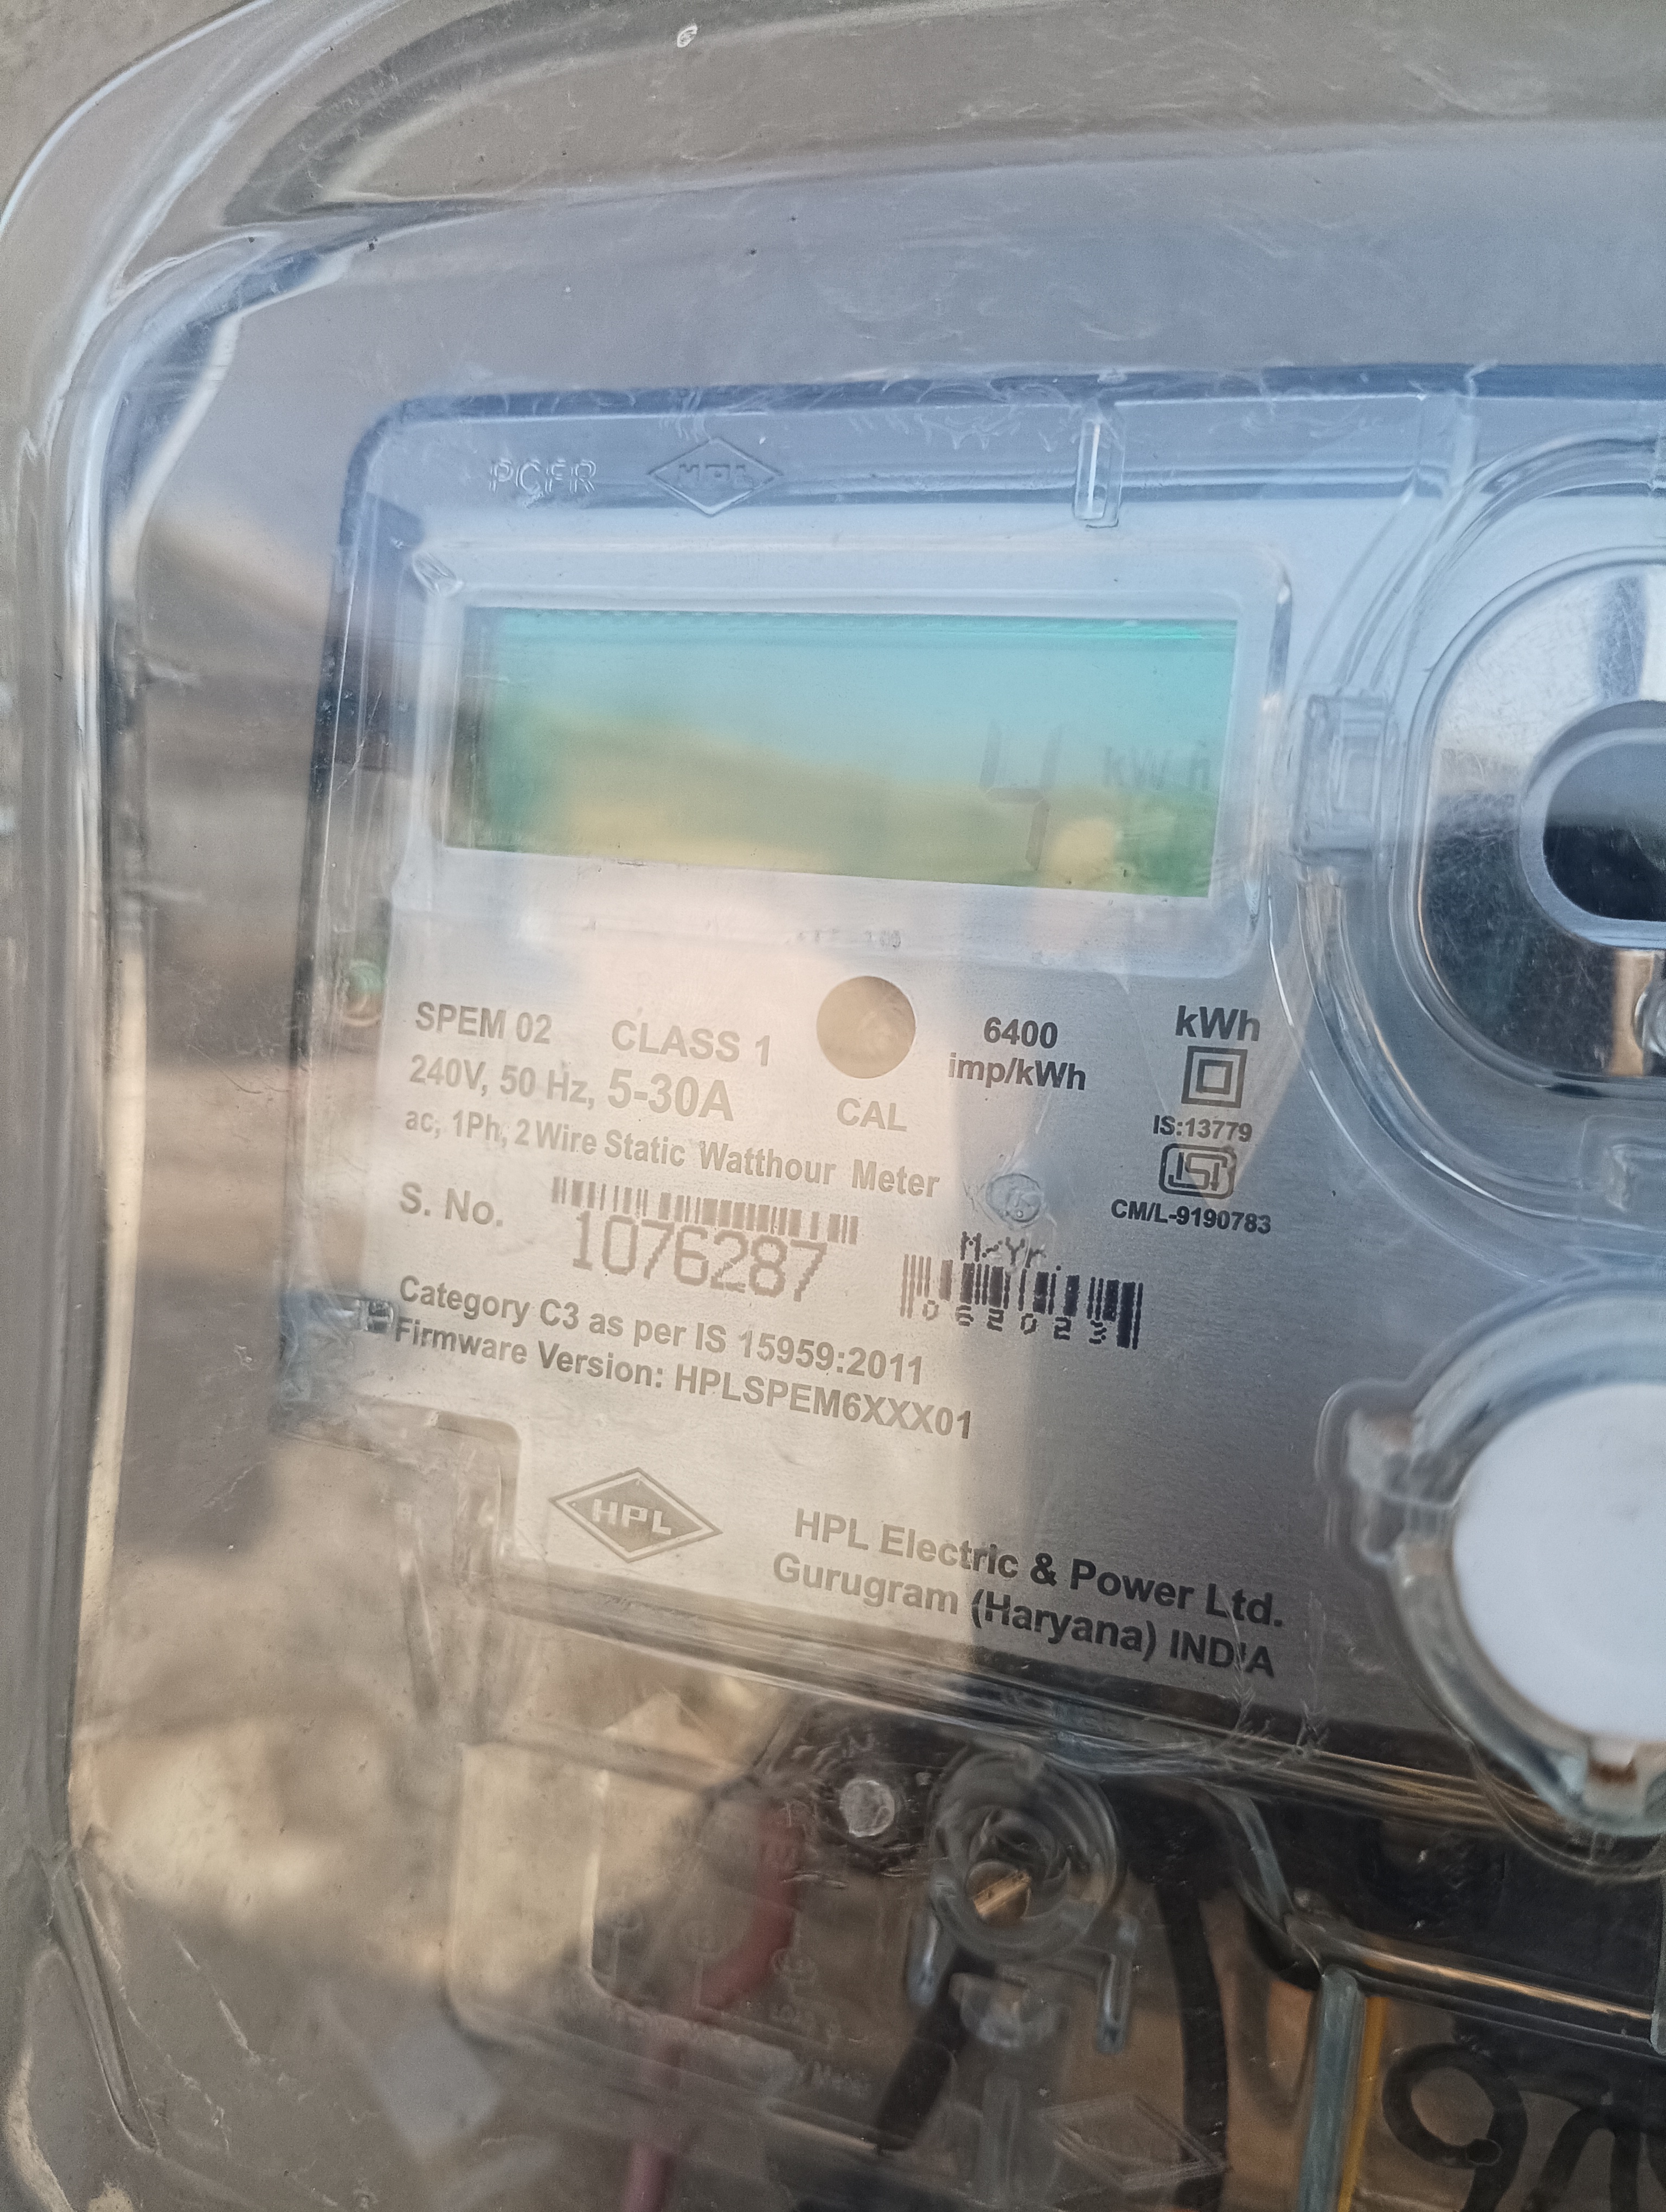 PCFR HPL
4 kWh
SPEM 02 CLASS 1
240V, 50 Hz, 5-30A
ac, 1Ph, 2 Wire Static Watthour Meter
CAL
6400
imp/kWh
kWh
IS:13779
ISI
CM/L-9190783
S. No.
1076287
M/Yr.
062023
Category C3 as per IS 15959:2011
Firmware Version: HPLSPEM6XXX01
HPL
HPL Electric & Power Ltd.
Gurugram (Haryana) INDIA